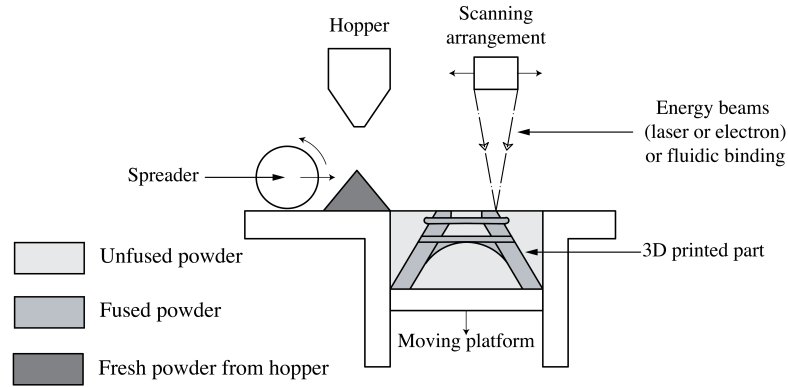 Hopper
Scanning
arrangement
Energy beams
(laser or electron)
or fluidic binding
Spreader
Unfused powder
3D printed part
Fused powder
Moving platform
Fresh powder from hopper